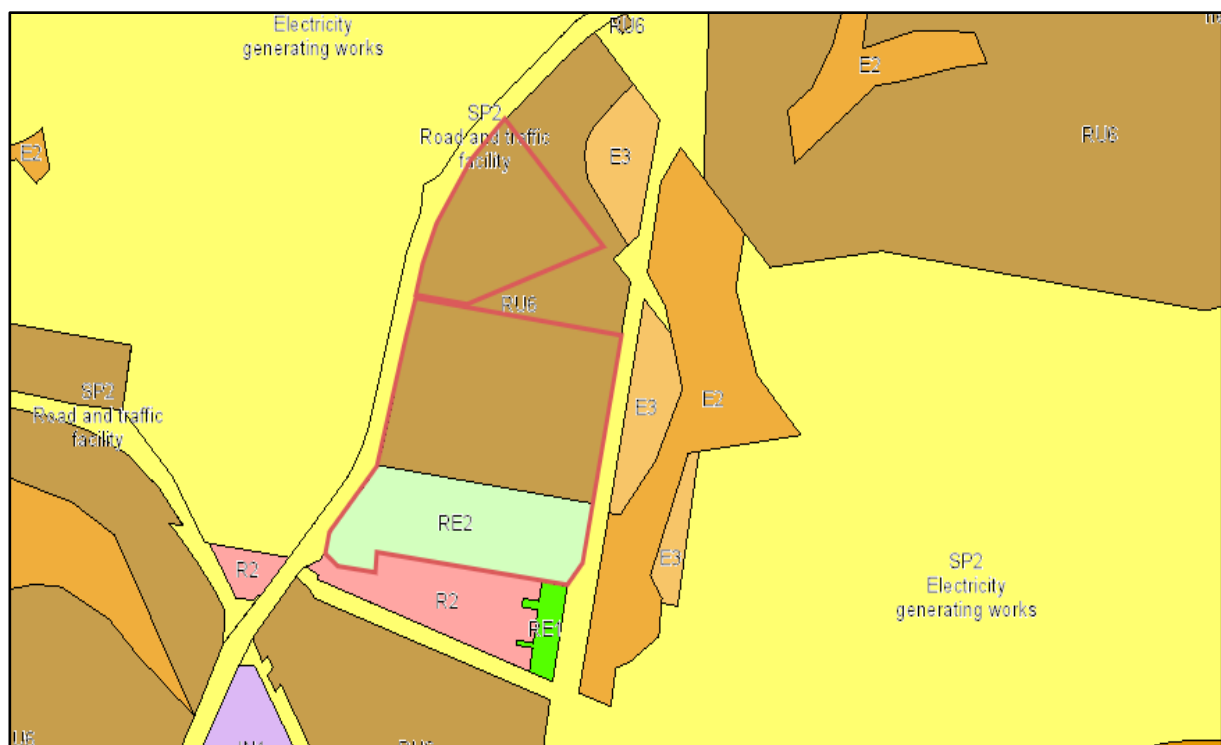 Electricity
generating works
RU6
E2
SP2
Road and traffic
facility
E3
RU6
E2
RU6
SP2
Road and traffic
facility
E3
E2
RE2
R2
R2
RE1
E3
SP2
Electricity
generating works